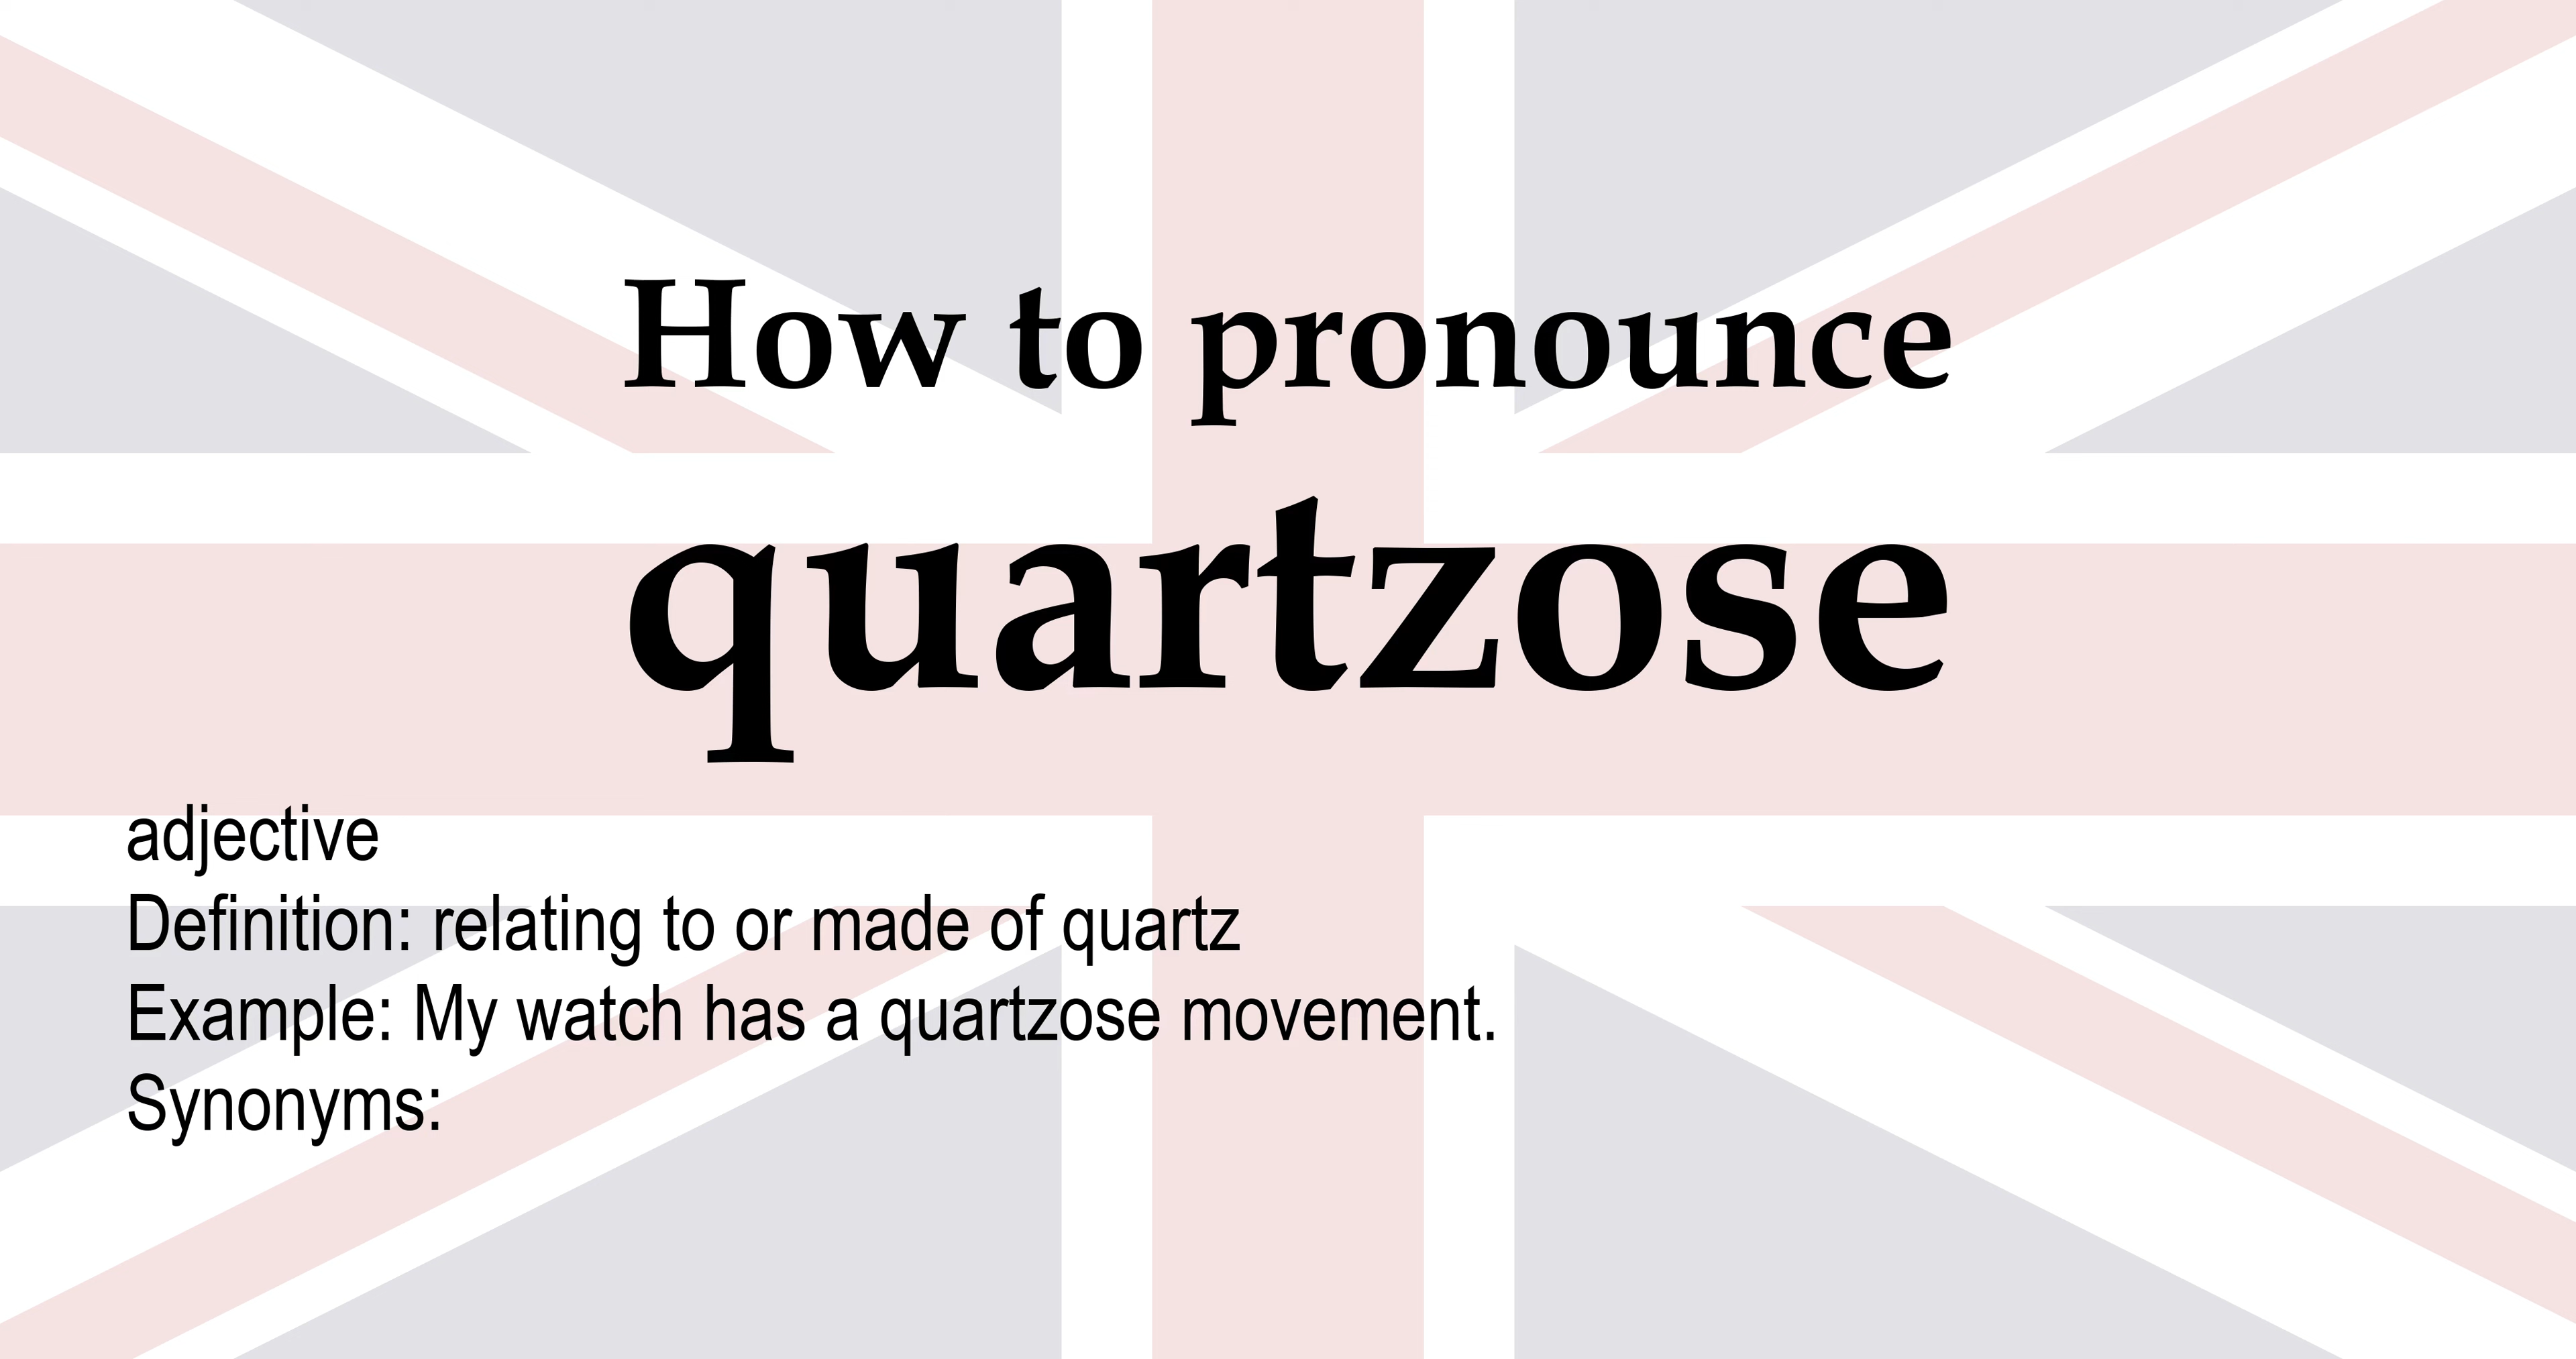 How to pronounce
quartzose
adjective
Definition: relating to or made of quartz
Example: My watch has a quartzose movement.
Synonyms: